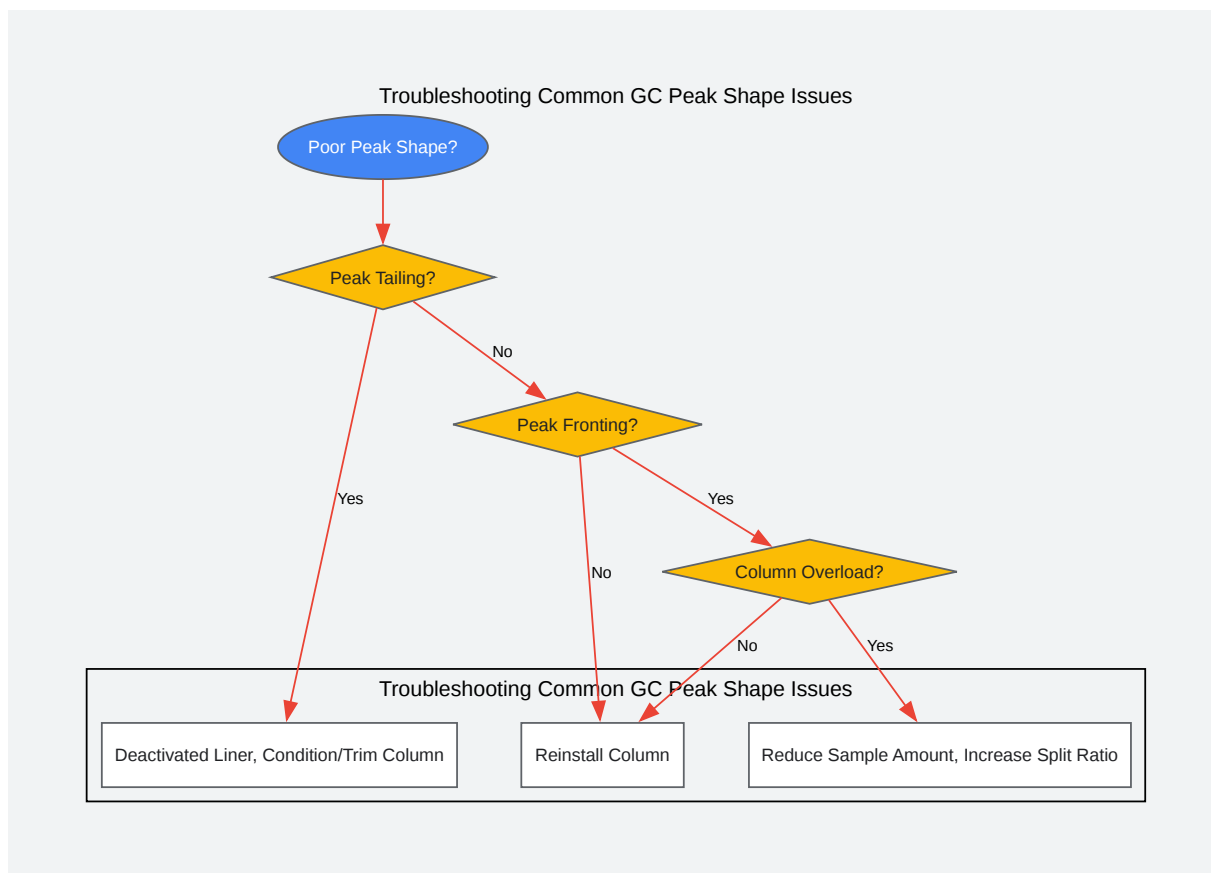 Troubleshooting Common GC Peak Shape Issues
Poor Peak Shape?
Peak Tailing?
No
Peak Fronting?
Yes
Yes
No
Column Overload?
No
Yes
Troubleshooting Common GC Peak Shape Issues
Deactivated Liner, Condition/Trim Column
Reinstall Column
Reduce Sample Amount, Increase Split Ratio